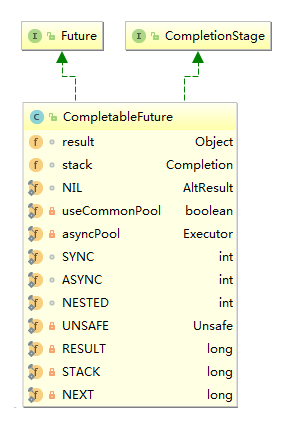 Future
CompletionStage
CompletableFuture
result Object
stack Completion
NIL AltResult
useCommonPool boolean
asyncPool Executor
SYNC int
ASYNC int
NESTED int
UNSAFE Unsafe
RESULT long
STACK long
NEXT long